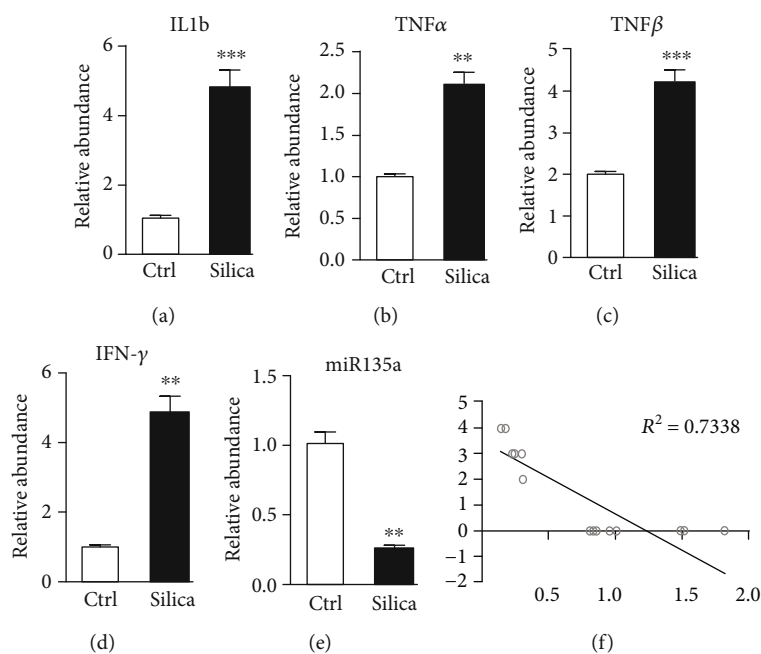 IL1b
***
6
4
2
0
Relative abundance
Ctrl
Silica
(a)
TNFα
**
2.5
2.0
1.5
1.0
0.5
0.0
Relative abundance
Ctrl
Silica
(b)
TNFβ
***
5
4
3
2
1
0
Relative abundance
Ctrl
Silica
(c)
IFN-γ
**
6
4
2
0
Relative abundance
Ctrl
Silica
(d)
miR135a
1.5
1.0
0.5
0.0
**
Relative abundance
Ctrl
Silica
(e)
5
4
3
2
1
0
−1
−2
R² = 0.7338
0.5
1.0
1.5
2.0
(f)